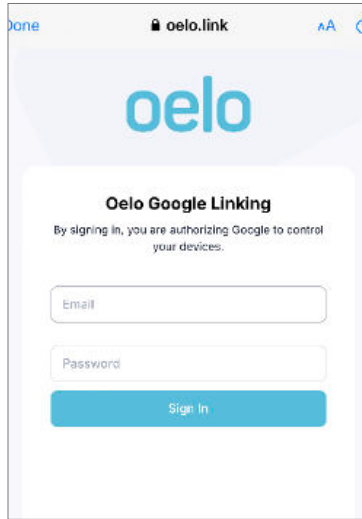 Done
oelo.link
AA
oelo
Oelo Google Linking
By signing in, you are authorizing Google to control
your devices.
Email
Password
Sign In